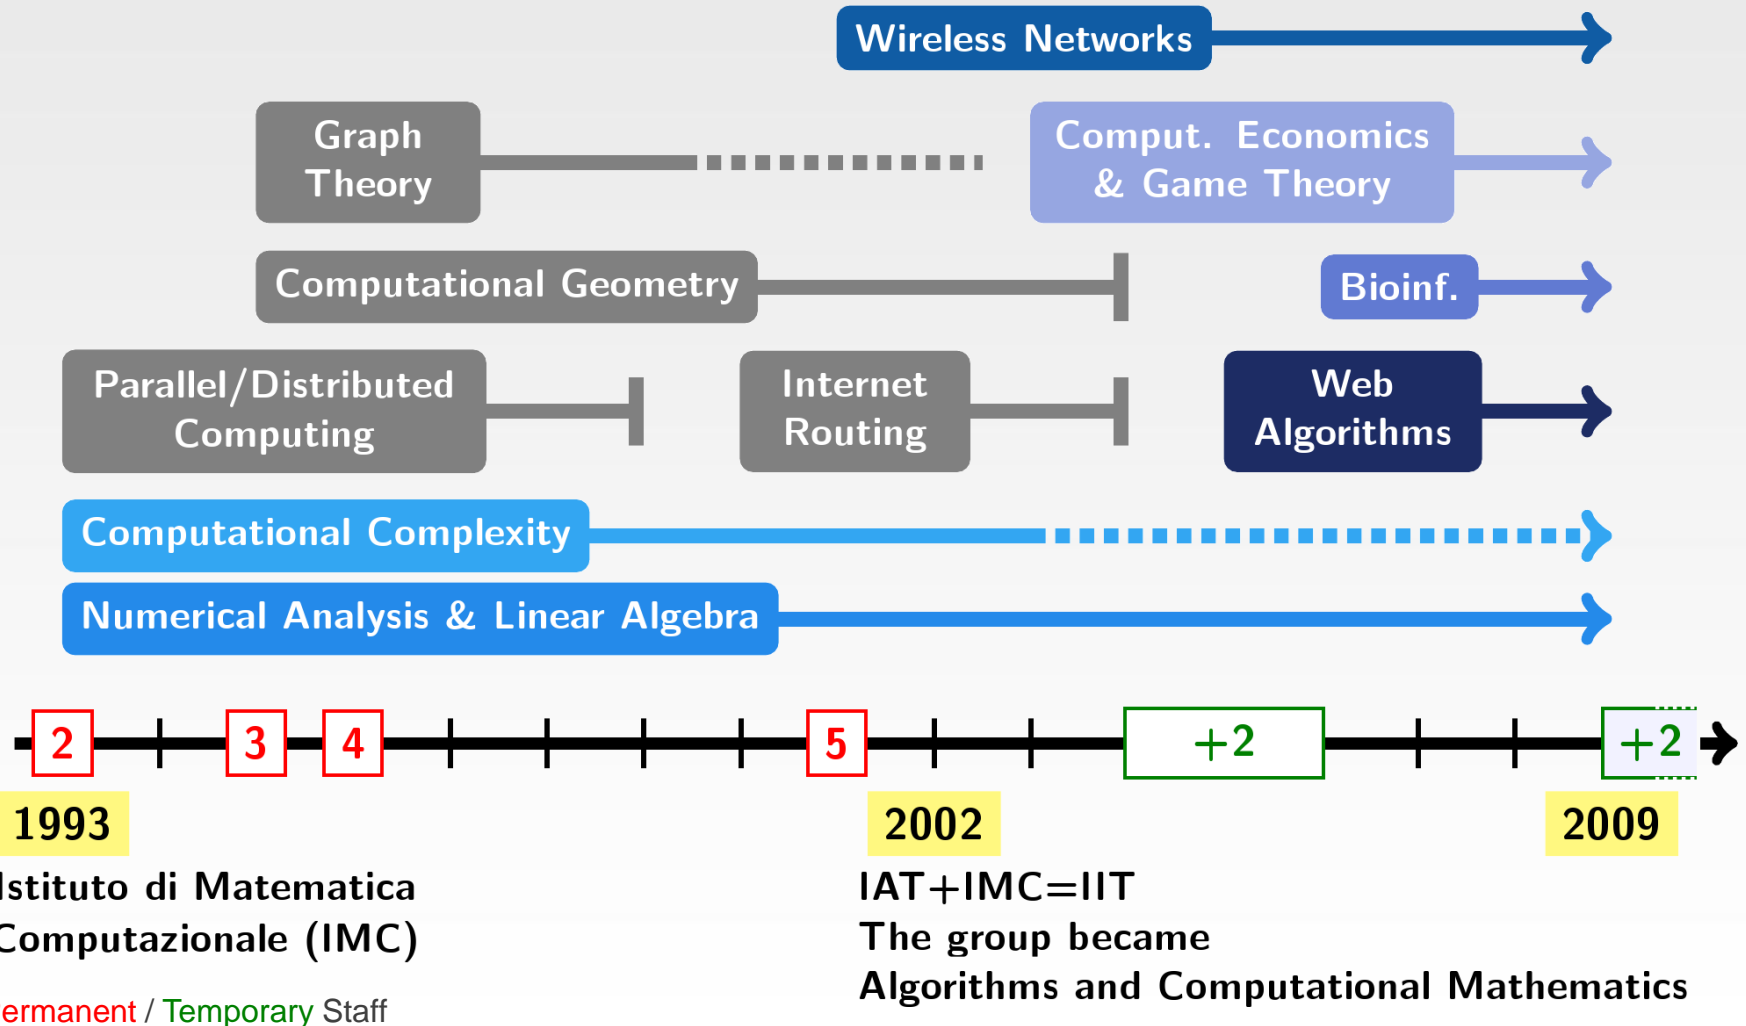 Wireless Networks
Graph
Theory
Comput. Economics
& Game Theory
Computational Geometry
Bioinf.
Parallel/Distributed
Computing
Internet
Routing
Web
Algorithms
Computational Complexity
Numerical Analysis & Linear Algebra
2 3 4 5 +2 +2
1993 2002 2009
Istituto di Matematica
Computazionale (IMC)
IAT+IMC=IIT
The group became
Algorithms and Computational Mathematics
ermanent / Temporary Staff